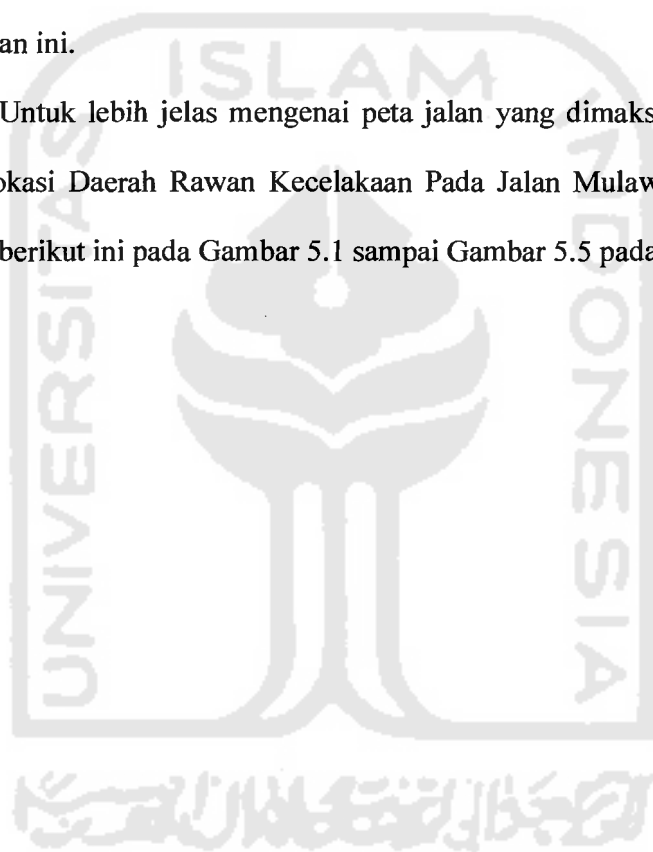 an ini.
Untuk lebih jelas mengenai peta jalan yang dimaks
okasi Daerah Rawan Kecelakaan Pada Jalan Mulaw
berikut ini pada Gambar 5.1 sampai Gambar 5.5 pada
ISLAM
UNIVERSITAS
INDONESIA